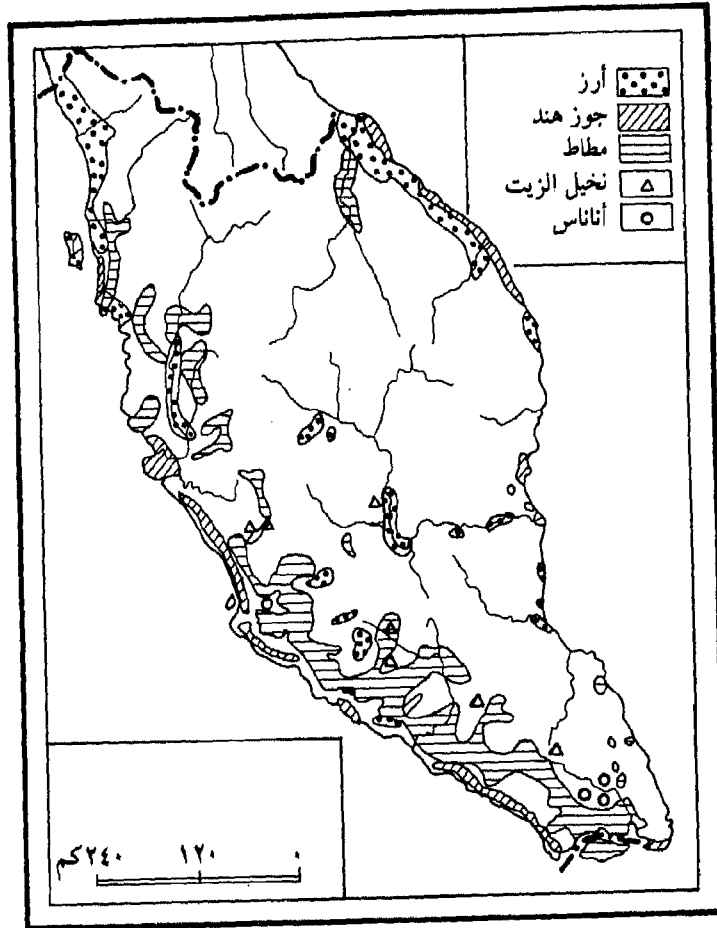 أرز
جوز هند
مطاط
نخيل الزيت
أناناس
٢٤٠كم ١٢٠ ٠